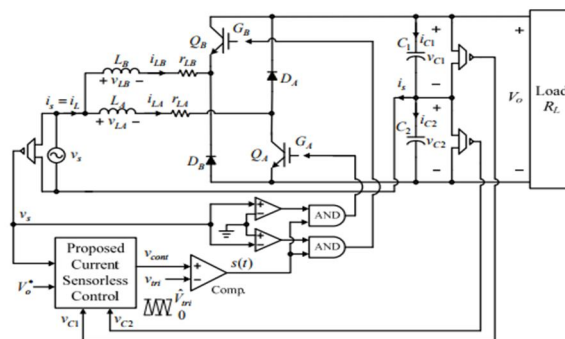 Q_B
G_B
L_B
i_LB
r_LB
+ v_LB −
D_A
C_1
i_C1
+
v_C1
−
+
V_o
−
Load
R_L
i_s = i_L
L_A
i_LA
r_LA
+ v_LA −
G_A
Q_A
D_B
i_s
C_2
i_C2
+
v_C2
−
v_s
v_s
+
−
AND
+
−
AND
Proposed
Current
Sensorless
Control
v_cont
v_tri
+
−
s(t)
Comp.
V̂_tri
0
V_o*
v_C1
v_C2